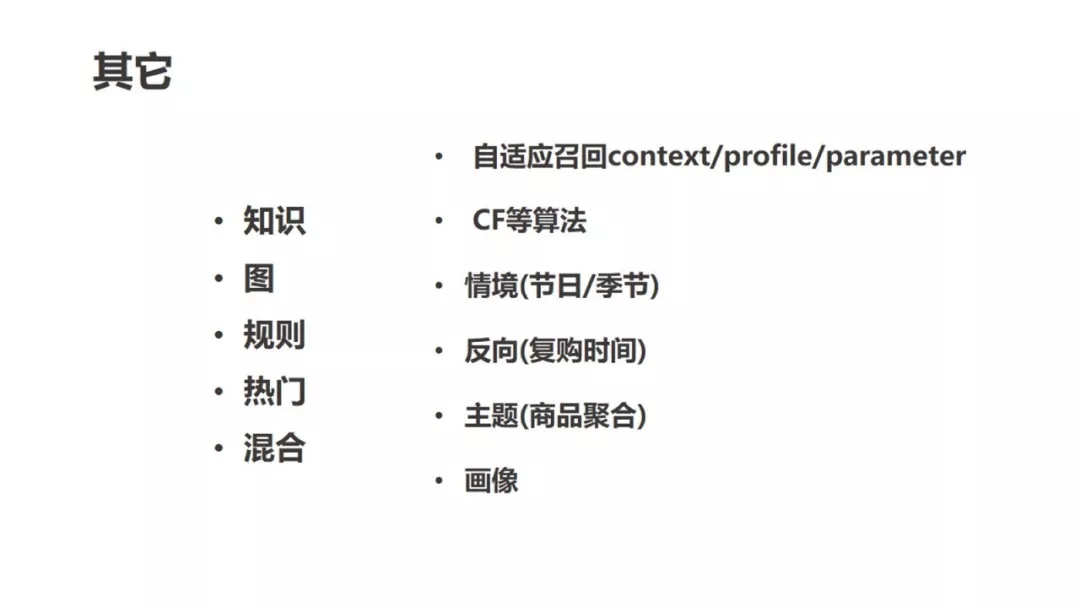 其它
• 知识
• 图
• 规则
• 热门
• 混合
• 自适应召回context/profile/parameter
• CF等算法
• 情境(节日/季节)
• 反向(复购时间)
• 主题(商品聚合)
• 画像